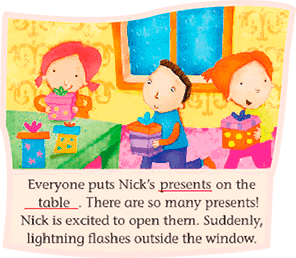 Everyone puts Nick's presents on the
table . There are so many presents!
Nick is excited to open them. Suddenly,
lightning flashes outside the window.